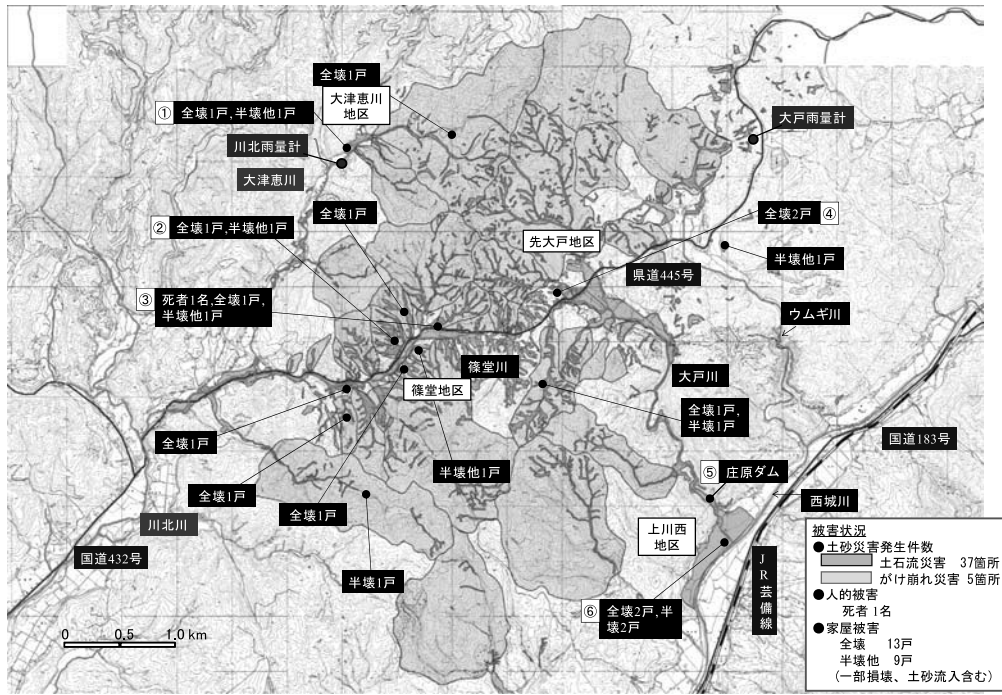 全壊1戸
大津恵川
地区
① 全壊1戸,半壊他1戸
川北雨量計
大津恵川
大戸雨量計
全壊1戸
② 全壊1戸,半壊他1戸
全壊2戸 ④
先大戸地区
半壊他1戸
県道445号
③ 死者1名,全壊1戸,
半壊他1戸
ウムギ川
篠堂川
大戸川
篠堂地区
全壊1戸,
半壊1戸
国道183号
全壊1戸
半壊他1戸
⑤ 庄原ダム
全壊1戸
西城川
全壊1戸
川北川
上川西
地区
国道432号
半壊1戸
JR芸備線
⑥ 全壊2戸,半
壊2戸
0 0.5 1.0 km
被害状況
●土砂災害発生件数
土石流災害 37箇所
がけ崩れ災害 5箇所
●人的被害
死者 1名
●家屋被害
全壊 13戸
半壊他 9戸
(一部損壊、土砂流入含む)